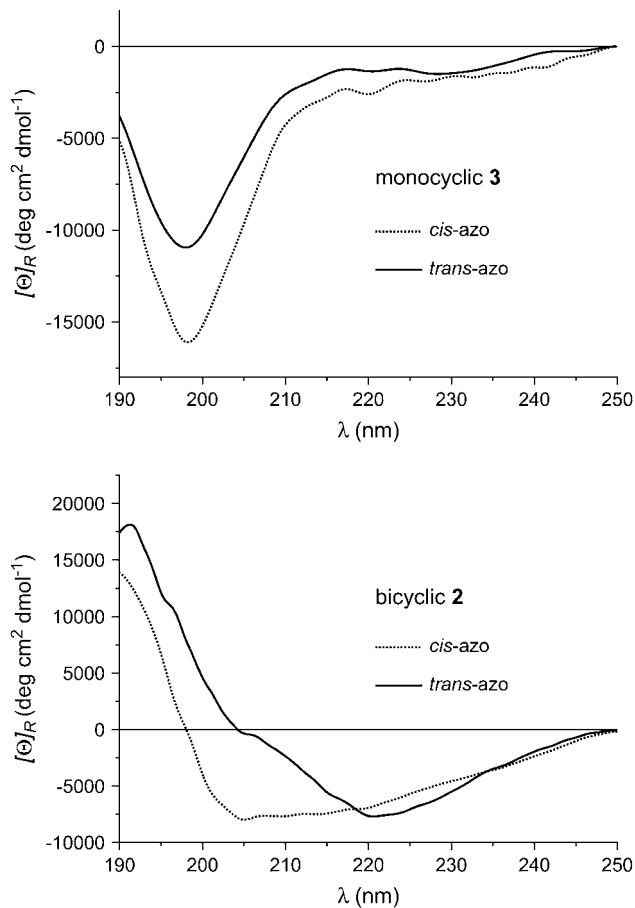 0
-5000
-10000
-15000
[Θ]R (deg cm2 dmol-1)
monocyclic 3
cis-azo
trans-azo
190 200 210 220 230 240 250
λ (nm)
20000
15000
10000
5000
0
-5000
-10000
[Θ]R (deg cm2 dmol-1)
bicyclic 2
cis-azo
trans-azo
190 200 210 220 230 240 250
λ (nm)